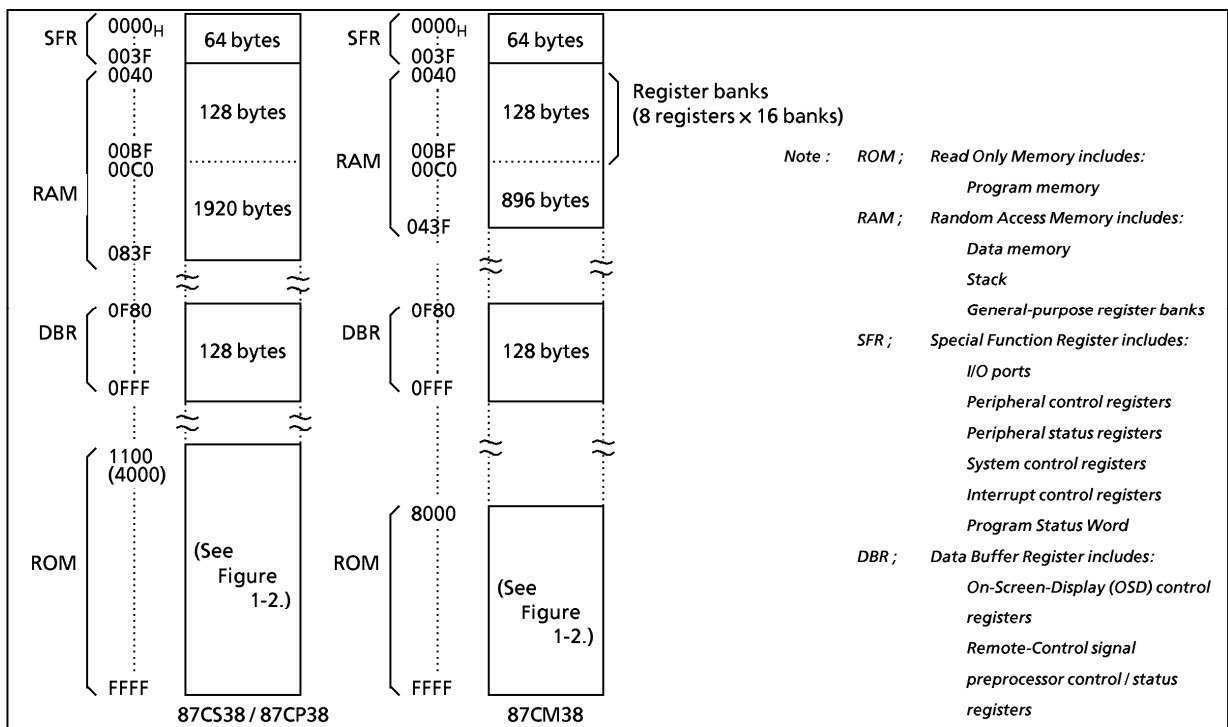 SFR
0000H
003F
64 bytes
RAM
0040
00BF
00C0
083F
128 bytes
1920 bytes
DBR
0F80
0FFF
128 bytes
ROM
1100
(4000)
FFFF
(See
Figure
1-2.)
87CS38 / 87CP38
SFR
0000H
003F
64 bytes
RAM
0040
00BF
00C0
043F
128 bytes
896 bytes
Register banks
(8 registers × 16 banks)
DBR
0F80
0FFF
128 bytes
ROM
8000
FFFF
(See
Figure
1-2.)
87CM38
Note : ROM ; Read Only Memory includes:
Program memory
RAM ; Random Access Memory includes:
Data memory
Stack
General-purpose register banks
SFR ; Special Function Register includes:
I/O ports
Peripheral control registers
Peripheral status registers
System control registers
Interrupt control registers
Program Status Word
DBR ; Data Buffer Register includes:
On-Screen-Display (OSD) control
registers
Remote-Control signal
preprocessor control / status
registers